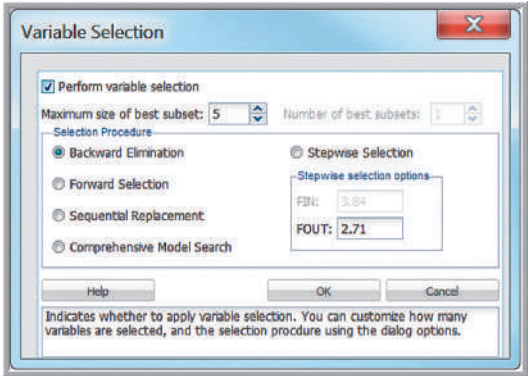 Variable Selection
Perform variable selection
Maximum size of best subset: 5 Number of best subsets: 1
Selection Procedure
Backward Elimination
Stepwise Selection
Forward Selection
Stepwise selection options
FIN: 3.84
Sequential Replacement
FOUT: 2.71
Comprehensive Model Search
Help OK Cancel
Indicates whether to apply variable selection. You can customize how many
variables are selected, and the selection procdure using the dialog options.